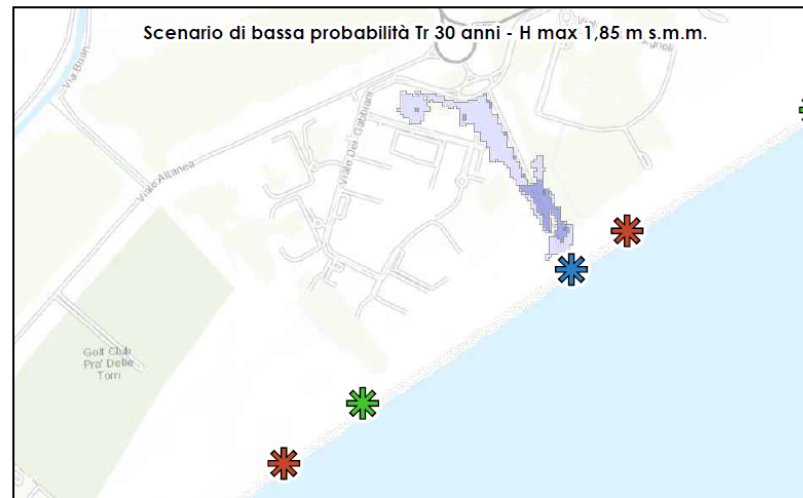 Scenario di bassa probabilità Tr 30 anni - H max 1,85 m s.m.m.
Via Brian
Viale Dei Gabbiani
Viale Altanea
Golf Club
Pra' Delle
Torri